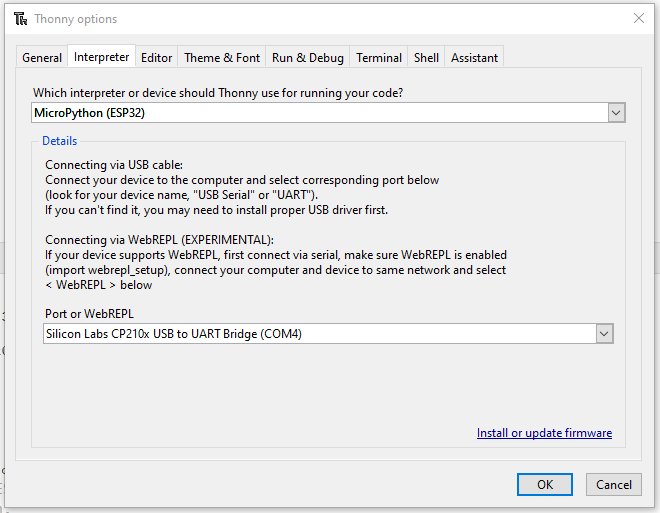 Thonny options
General Interpreter Editor Theme & Font Run & Debug Terminal Shell Assistant
Which interpreter or device should Thonny use for running your code?
MicroPython (ESP32)
Details
Connecting via USB cable:
Connect your device to the computer and select corresponding port below
(look for your device name, "USB Serial" or "UART").
If you can't find it, you may need to install proper USB driver first.
Connecting via WebREPL (EXPERIMENTAL):
If your device supports WebREPL, first connect via serial, make sure WebREPL is enabled
(import webrepl_setup), connect your computer and device to same network and select
< WebREPL > below
Port or WebREPL
Silicon Labs CP210x USB to UART Bridge (COM4)
Install or update firmware
OK Cancel